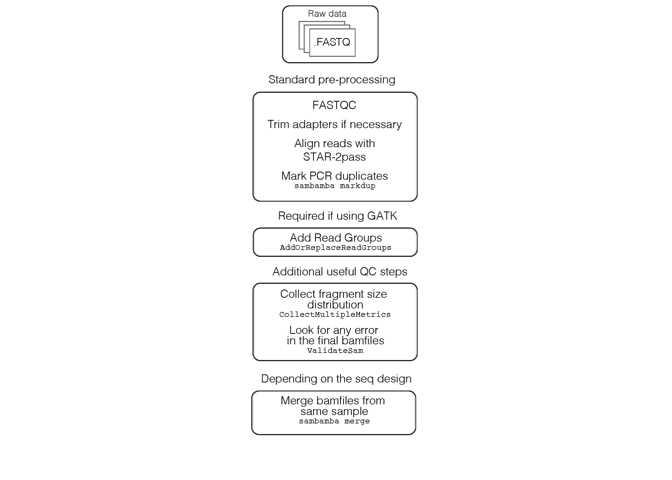 Raw data
.FASTQ
Standard pre-processing
FASTQC
Trim adapters if necessary
Align reads with
STAR-2pass
Mark PCR duplicates
sambamba markdup
Required if using GATK
Add Read Groups
AddOrReplaceReadGroups
Additional useful QC steps
Collect fragment size
distribution
CollectMultipleMetrics
Look for any error
in the final bamfiles
ValidateSam
Depending on the seq design
Merge bamfiles from
same sample
sambamba merge